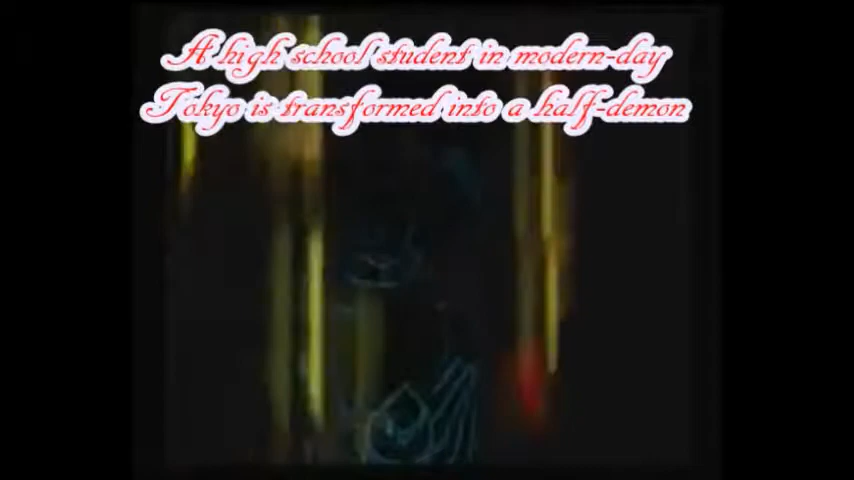 A high school student in modern-day
Tokyo is transformed into a half-demon